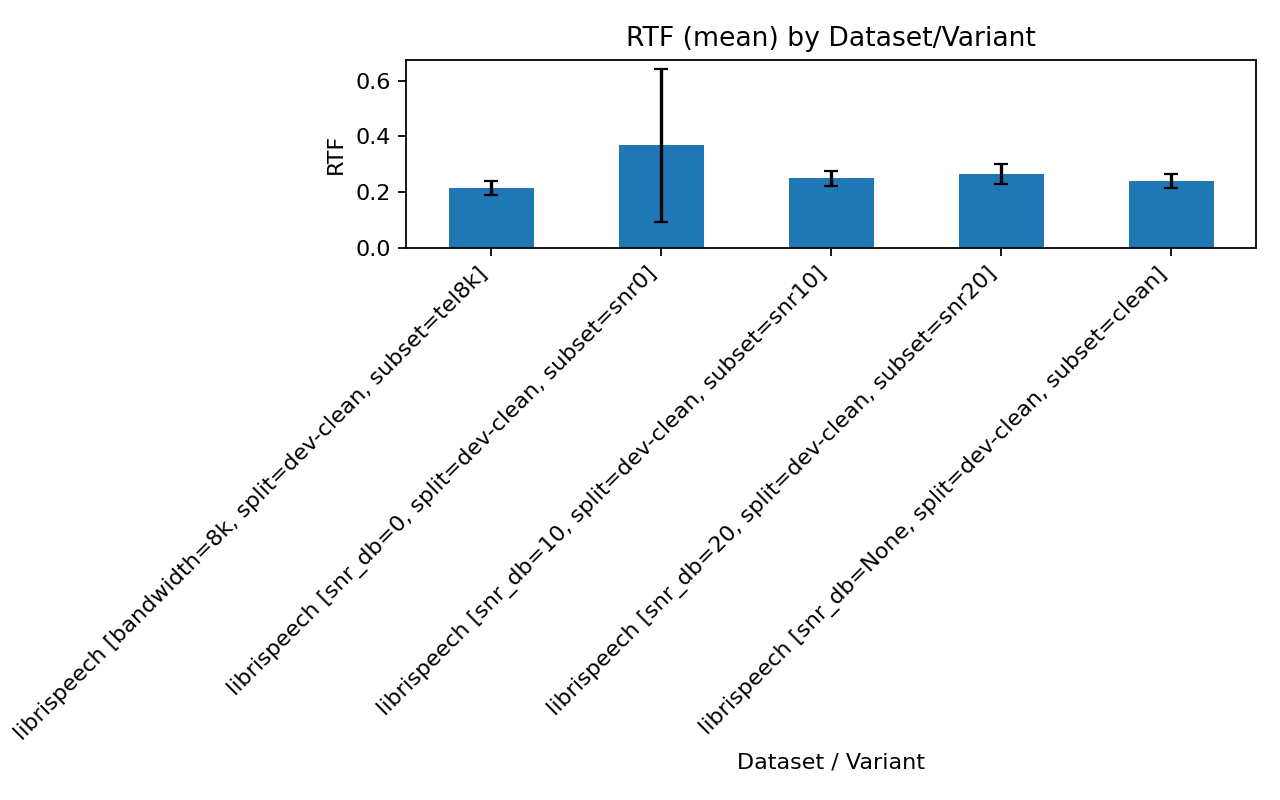 RTF (mean) by Dataset/Variant
RTF
0.6
0.4
0.2
0.0
librispeech [bandwidth=8k, split=dev-clean, subset=tel8k]
librispeech [snr_db=0, split=dev-clean, subset=snr0]
librispeech [snr_db=10, split=dev-clean, subset=snr10]
librispeech [snr_db=20, split=dev-clean, subset=snr20]
librispeech [snr_db=None, split=dev-clean, subset=clean]
Dataset / Variant